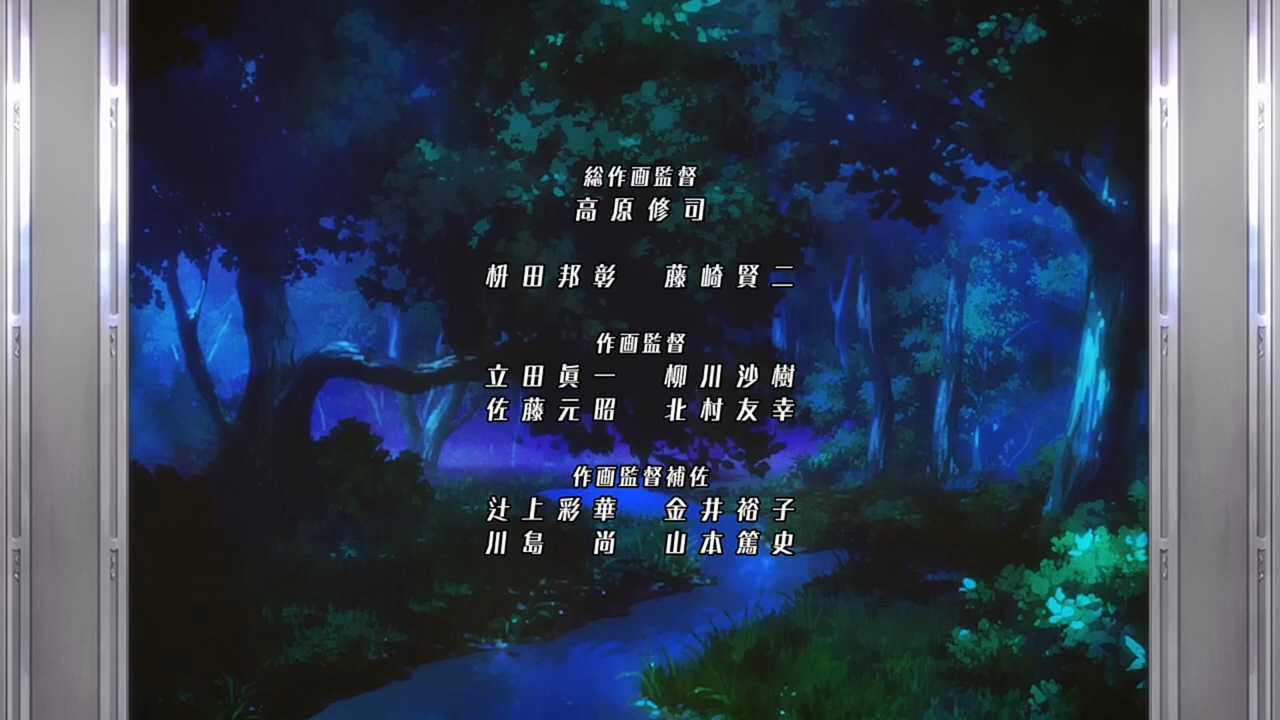 総作画監督
高原修司
枡田邦彰 藤崎賢二
作画監督
立田眞一 柳川沙樹
佐藤元昭 北村友幸
作画監督補佐
辻上彩華 金井裕子
川島尚 山本篤史